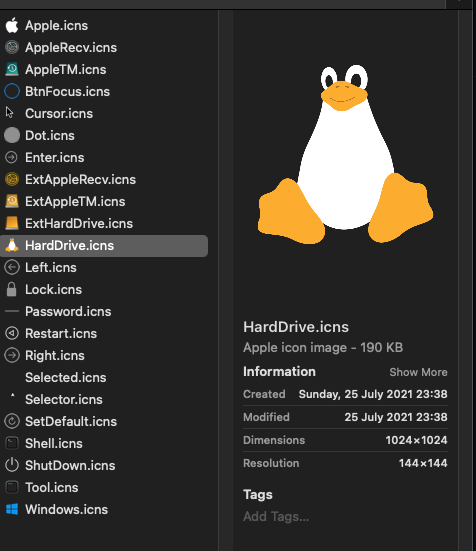 Apple.icns
AppleRecv.icns
AppleTM.icns
BtnFocus.icns
Cursor.icns
Dot.icns
Enter.icns
ExtAppleRecv.icns
ExtAppleTM.icns
ExtHardDrive.icns
HardDrive.icns
Left.icns
Lock.icns
Password.icns
Restart.icns
Right.icns
Selected.icns
Selector.icns
SetDefault.icns
Shell.icns
ShutDown.icns
Tool.icns
Windows.icns
HardDrive.icns
Apple icon image - 190 KB
Information Show More
Created Sunday, 25 July 2021 23:38
Modified 25 July 2021 23:38
Dimensions 1024×1024
Resolution 144×144
Tags
Add Tags...